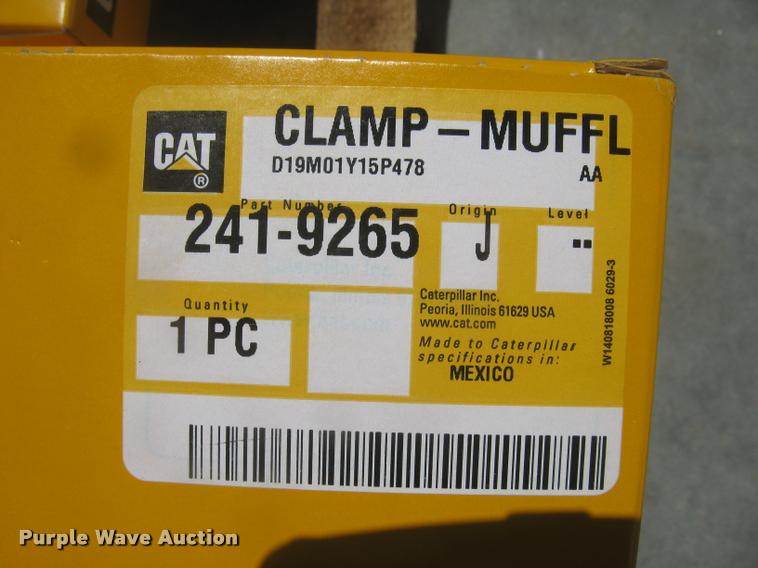 CLAMP - MUFFL
CAT
®
D19M01Y15P478
AA
Part Number
Origin
Level
241-9265
J
--
Quantity
1 PC
Caterpillar Inc.
Peoria, Illinois 61629 USA
www.cat.com
Made to Caterpillar
specifications in:
MEXICO
W140818008 6029-3
Purple Wave Auction